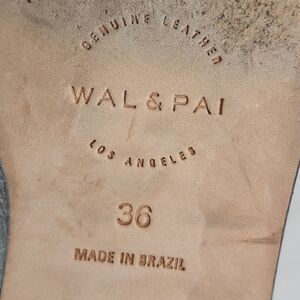 GENUINE LEATHER
WAL & PAI
LOS ANGELES
36
MADE IN BRAZIL